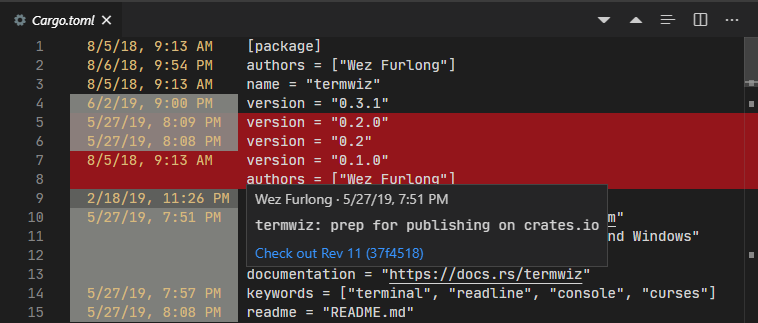 Cargo.toml
1 8/5/18, 9:13 AM [package]
2 8/6/18, 9:54 PM authors = ["Wez Furlong"]
3 8/5/18, 9:13 AM name = "termwiz"
4 6/2/19, 9:00 PM version = "0.3.1"
5 5/27/19, 8:09 PM version = "0.2.0"
6 5/27/19, 8:08 PM version = "0.2"
7 8/5/18, 9:13 AM version = "0.1.0"
8 authors = ["Wez Furlong"]
9 2/18/19, 11:26 PM
Wez Furlong · 5/27/19, 7:51 PM
10 5/27/19, 7:51 PM m"
termwiz: prep for publishing on crates.io
11 nd Windows"
12
Check out Rev 11 (37f4518)
13 documentation = "https://docs.rs/termwiz"
14 5/27/19, 7:57 PM keywords = ["terminal", "readline", "console", "curses"]
15 5/27/19, 8:08 PM readme = "README.md"